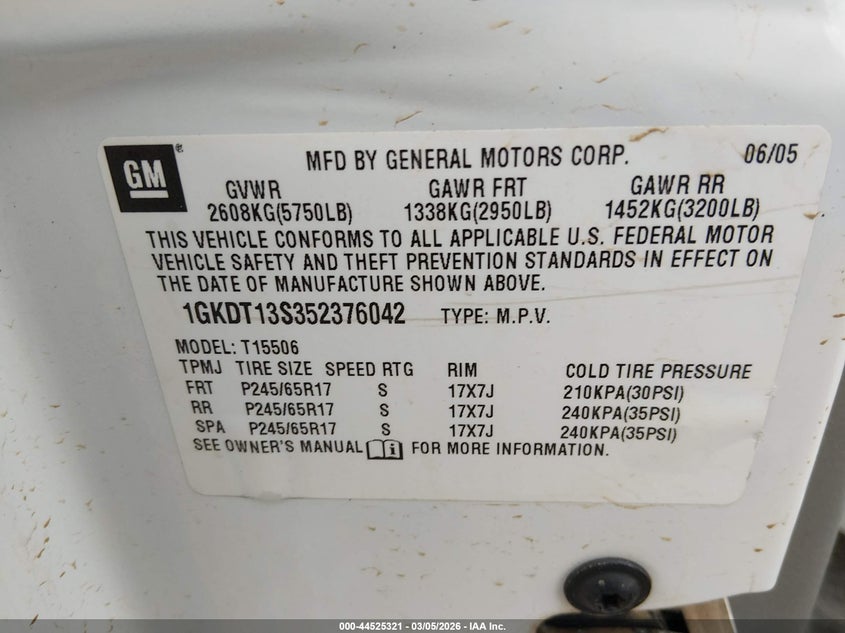 GM® MFD BY GENERAL MOTORS CORP. 06/05
GVWR GAWR FRT GAWR RR
2608KG(5750LB) 1338KG(2950LB) 1452KG(3200LB)
THIS VEHICLE CONFORMS TO ALL APPLICABLE U.S. FEDERAL MOTOR
VEHICLE SAFETY AND THEFT PREVENTION STANDARDS IN EFFECT ON
THE DATE OF MANUFACTURE SHOWN ABOVE.
1GKDT13S352376042 TYPE: M.P.V.
MODEL: T15506
TPMJ TIRE SIZE SPEED RTG RIM COLD TIRE PRESSURE
FRT P245/65R17 S 17X7J 210KPA(30PSI)
RR P245/65R17 S 17X7J 240KPA(35PSI)
SPA P245/65R17 S 17X7J 240KPA(35PSI)
SEE OWNER'S MANUAL i FOR MORE INFORMATION.
000-44525321 - 03/05/2026 - IAA Inc.